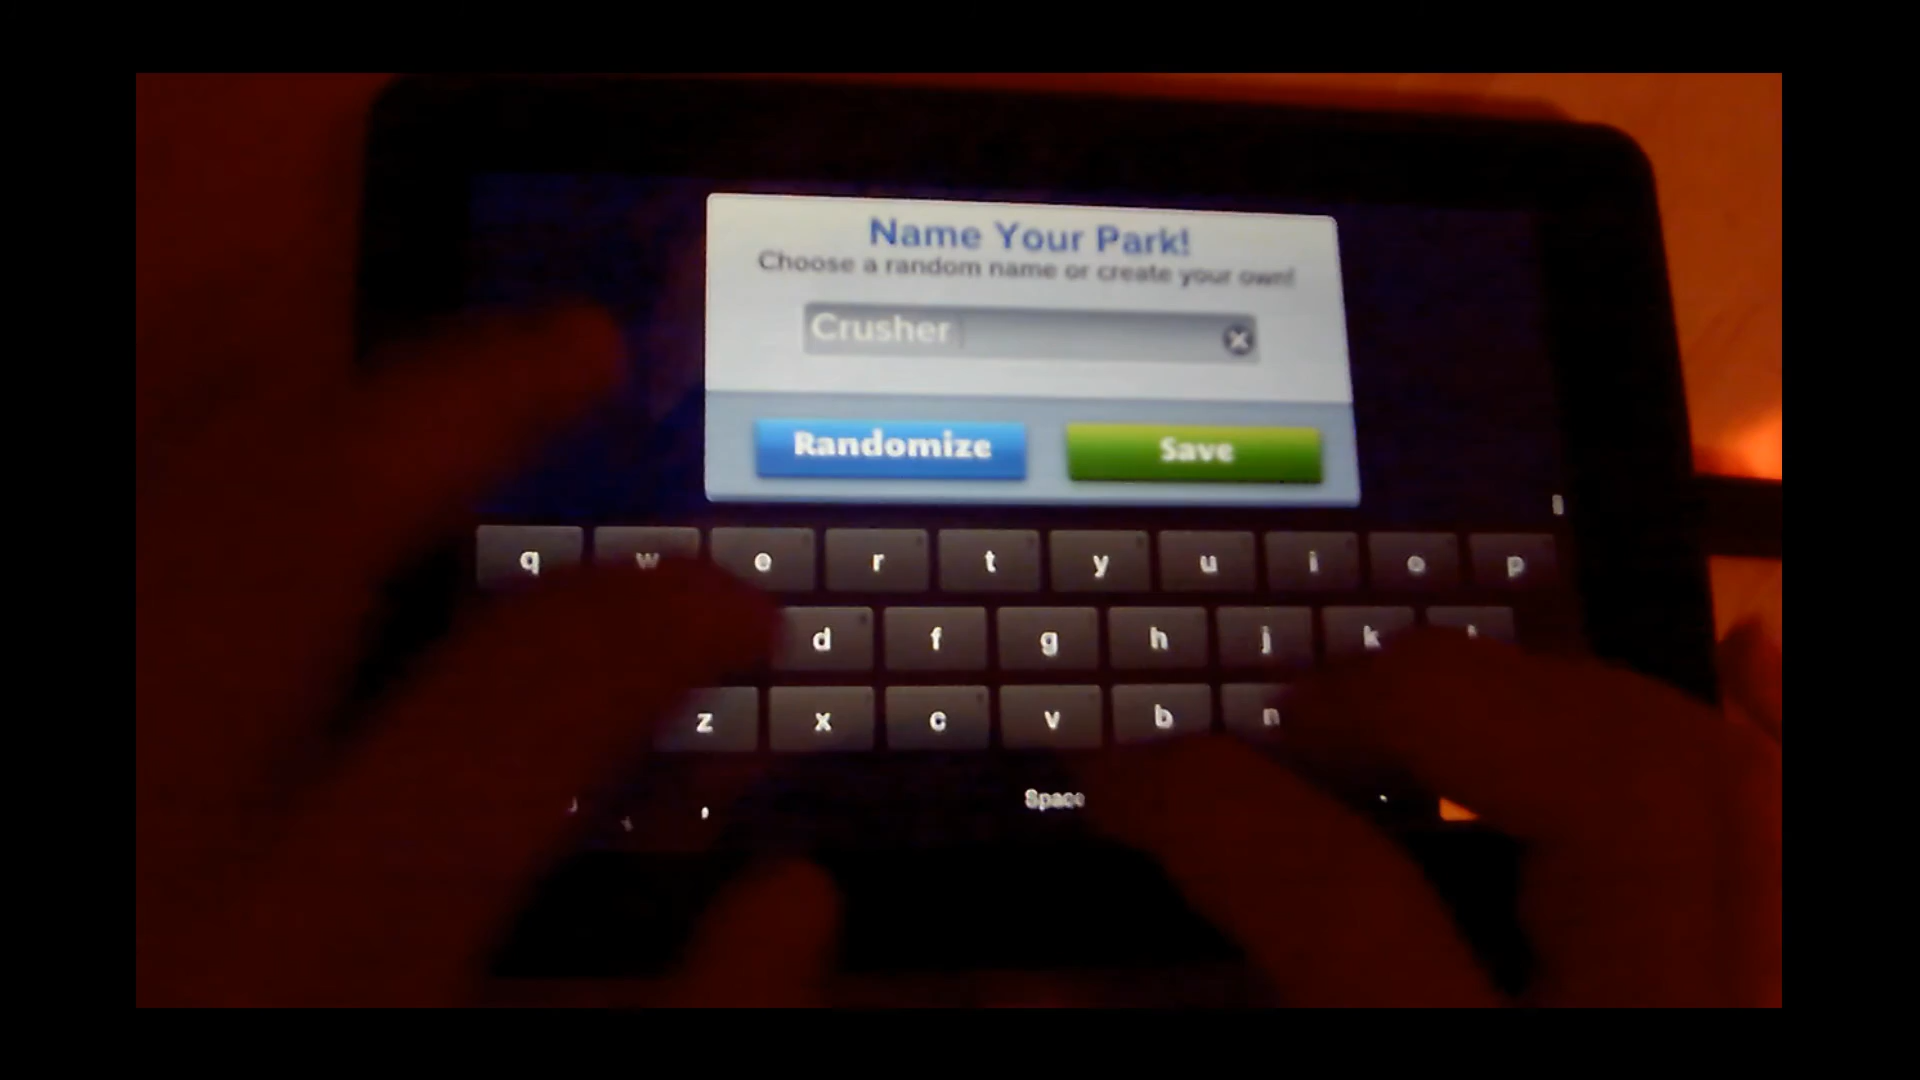 Name Your Park!
Choose a random name or create your own!
Crusher
Randomize Save
q w e r t y u i o p
d f g h j k
z x c v b n
, Space .